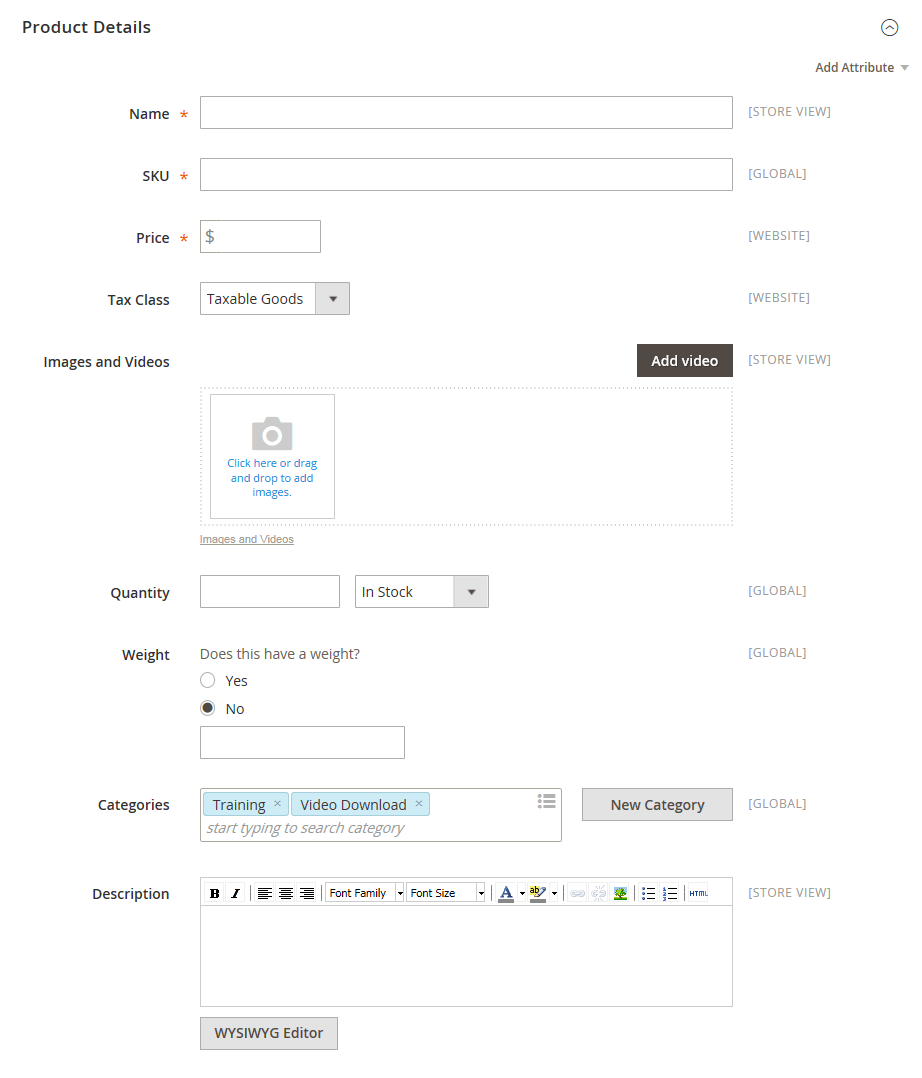 Product Details
Add Attribute
Name *
[STORE VIEW]
SKU *
[GLOBAL]
Price *
$
[WEBSITE]
Tax Class
Taxable Goods
[WEBSITE]
Images and Videos
Add video
[STORE VIEW]
Click here or drag
and drop to add
images.
Images and Videos
Quantity
In Stock
[GLOBAL]
Weight
Does this have a weight?
[GLOBAL]
Yes
No
Categories
Training ×
Video Download ×
New Category
[GLOBAL]
start typing to search category
Description
B I
Font Family
Font Size
A
ab
HTML
[STORE VIEW]
WYSIWYG Editor